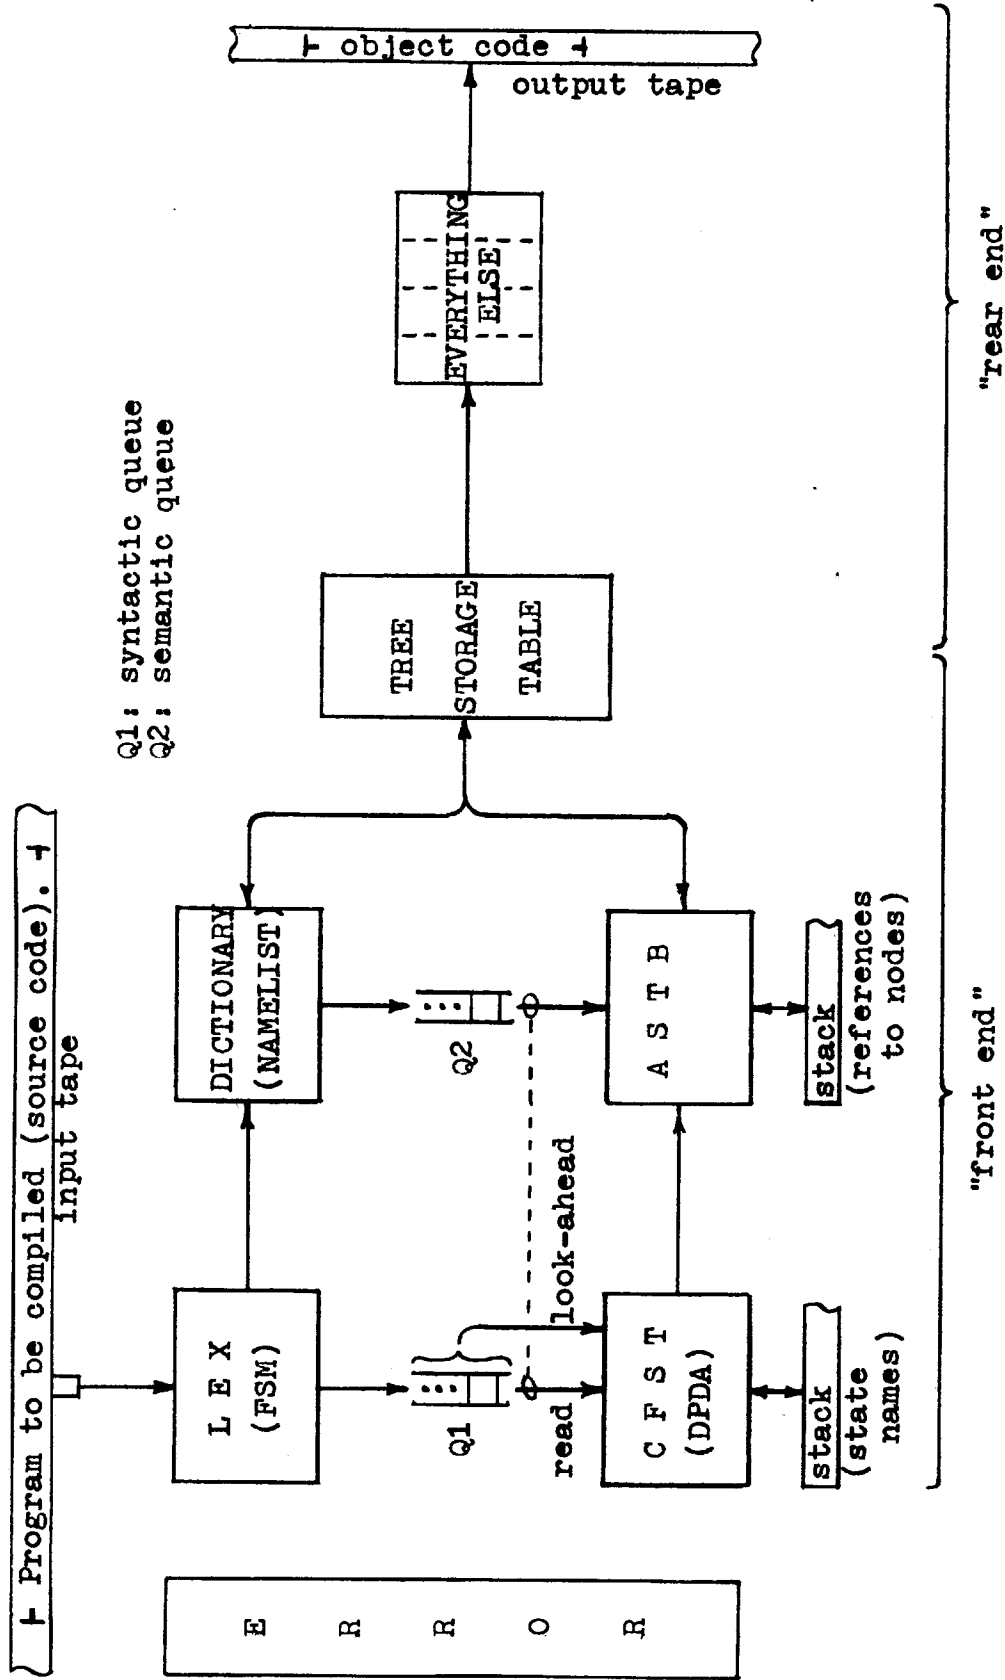 ⊢ Program to be compiled (source code). ⊣
input tape
Q1: syntactic queue
Q2: semantic queue
E
R
R
O
R
L E X
(FSM)
DICTIONARY
(NAMELIST)
Q1
Q2
read
look-ahead
C F S T
(DPDA)
A S T B
stack
(state
names)
stack
(references
to nodes)
TREE
STORAGE
TABLE
EVERYTHING
ELSE
⊢ object code ⊣
output tape
"front end"
"rear end"